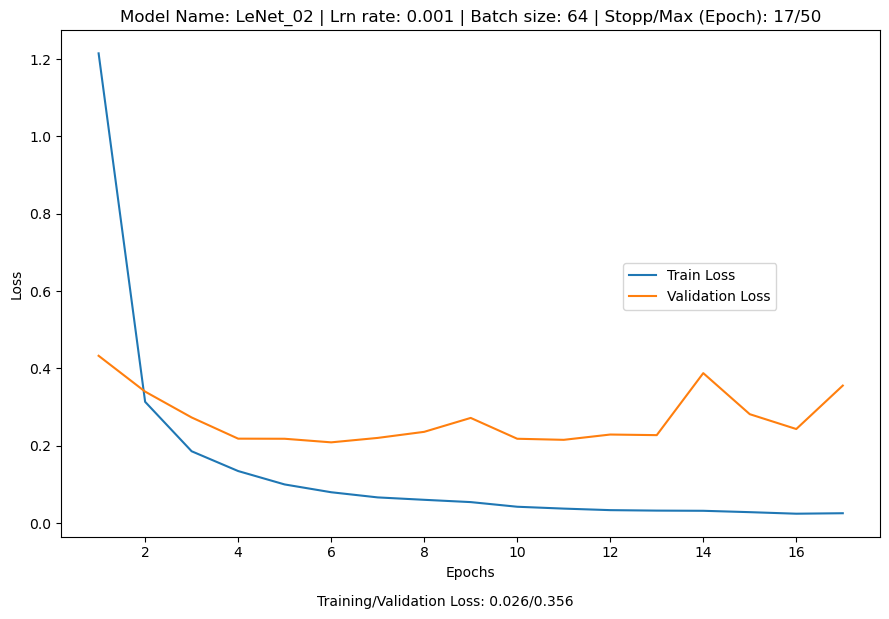 Model Name: LeNet_02 | Lrn rate: 0.001 | Batch size: 64 | Stopp/Max (Epoch): 17/50
1.2
1.0
0.8
0.6
0.4
0.2
0.0
Loss
Train Loss
Validation Loss
2 4 6 8 10 12 14 16
Epochs
Training/Validation Loss: 0.026/0.356